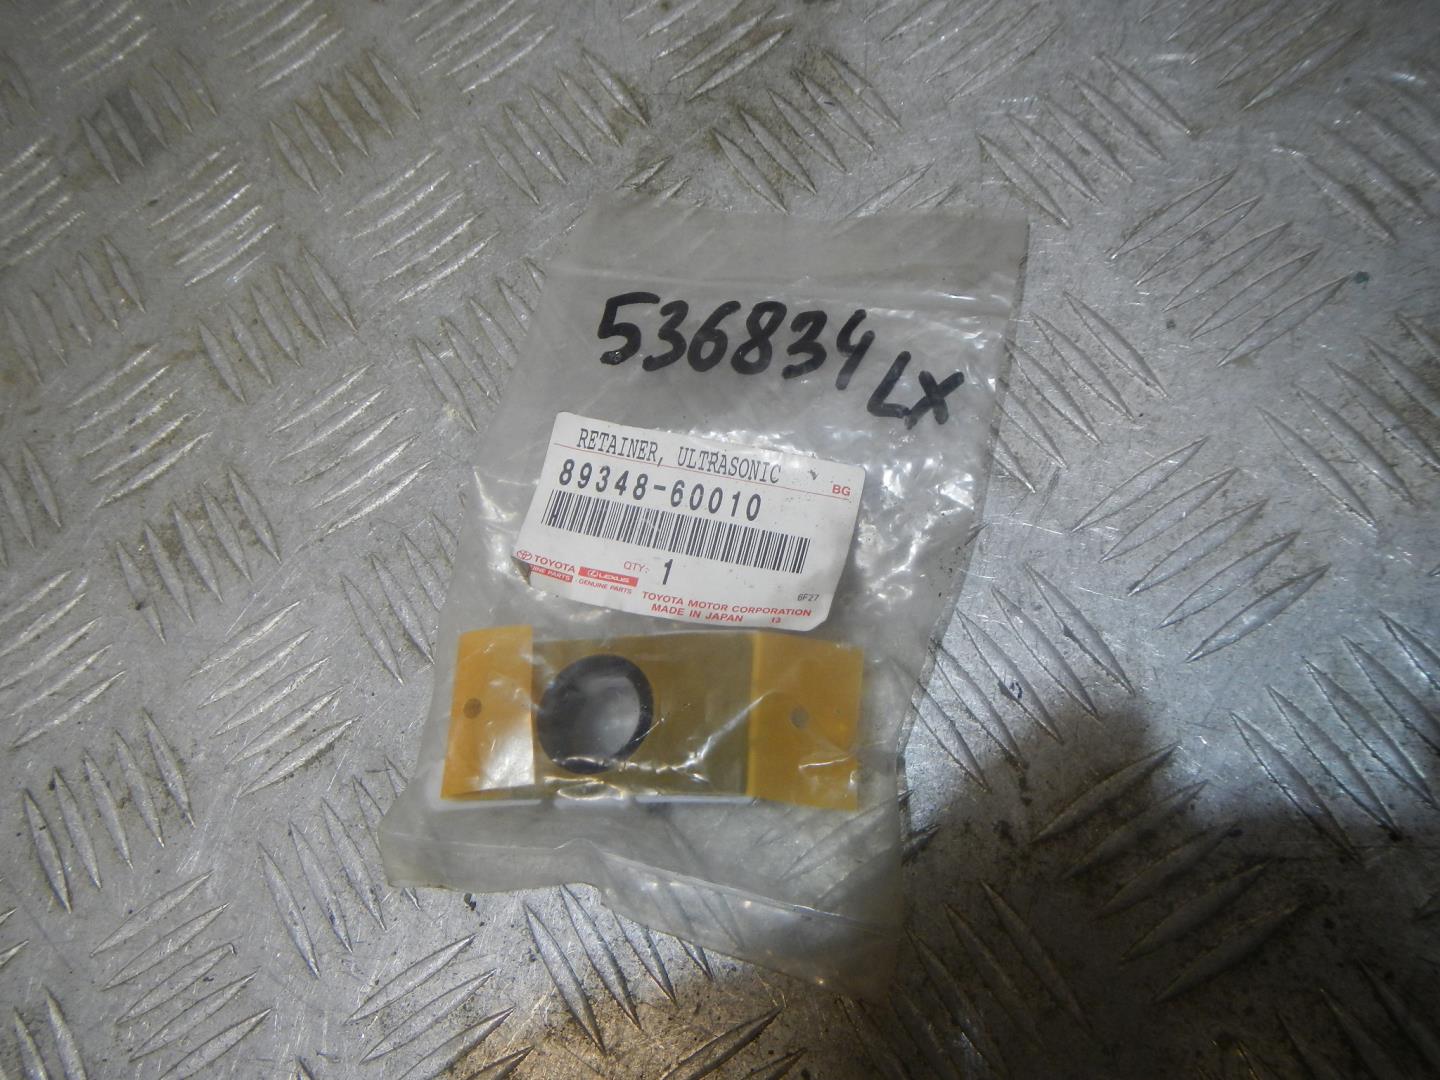 536834 LX
RETAINER, ULTRASONIC
89348-60010 BG
TOYOTA LEXUS QTY: 1
PARTS GENUINE PARTS
6F27
TOYOTA MOTOR CORPORATION
MADE IN JAPAN 13